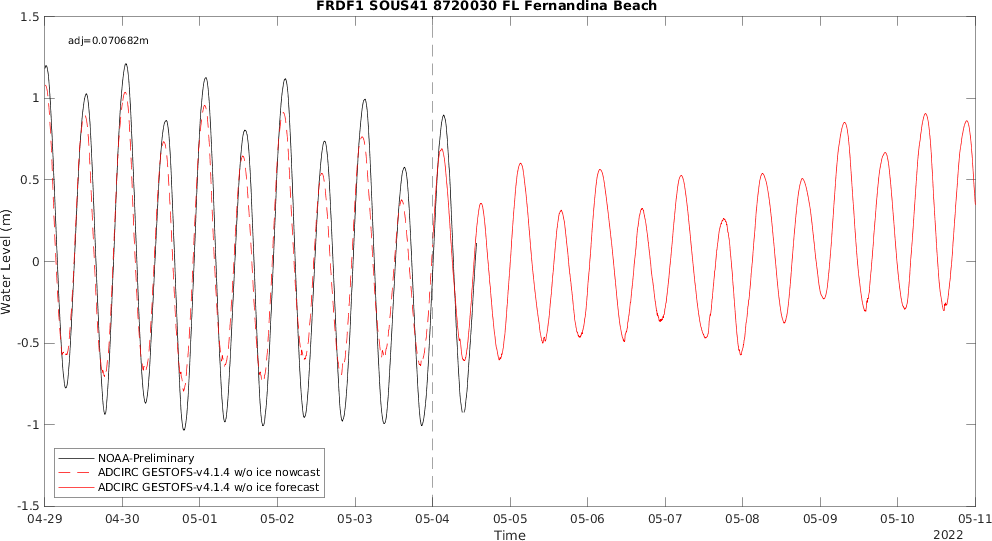 FRDF1 SOUS41 8720030 FL Fernandina Beach
adj=0.070682m
1.5
1
0.5
0
-0.5
-1
-1.5
Water Level (m)
NOAA-Preliminary
ADCIRC GESTOFS-v4.1.4 w/o ice nowcast
ADCIRC GESTOFS-v4.1.4 w/o ice forecast
04-29 04-30 05-01 05-02 05-03 05-04 05-05 05-06 05-07 05-08 05-09 05-10 05-11
Time
2022